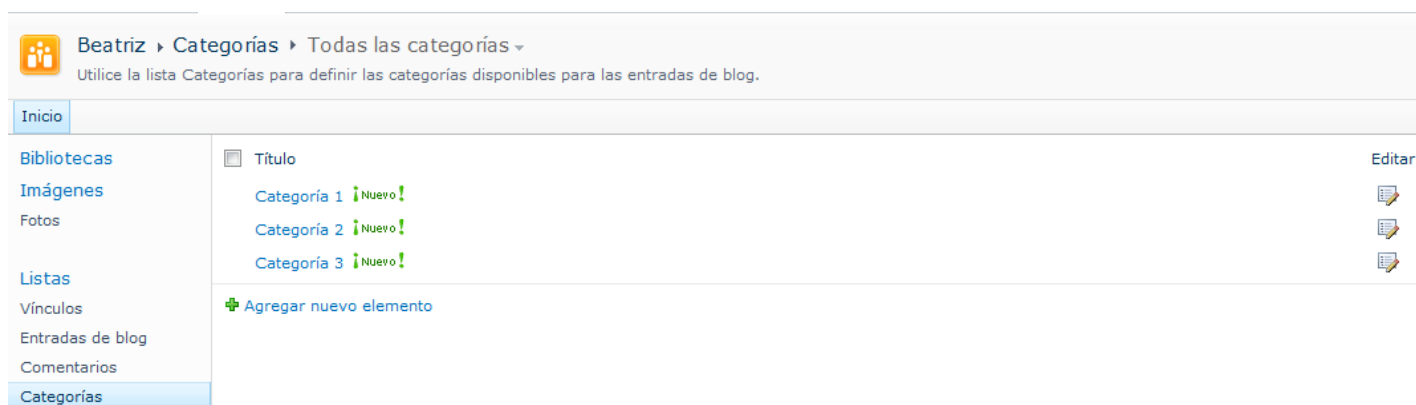 Beatriz ▸ Categorías ▸ Todas las categorías
Utilice la lista Categorías para definir las categorías disponibles para las entradas de blog.
Inicio
Bibliotecas
Imágenes
Fotos
Listas
Vínculos
Entradas de blog
Comentarios
Categorías
Título Editar
Categoría 1 ¡Nuevo!
Categoría 2 ¡Nuevo!
Categoría 3 ¡Nuevo!
Agregar nuevo elemento